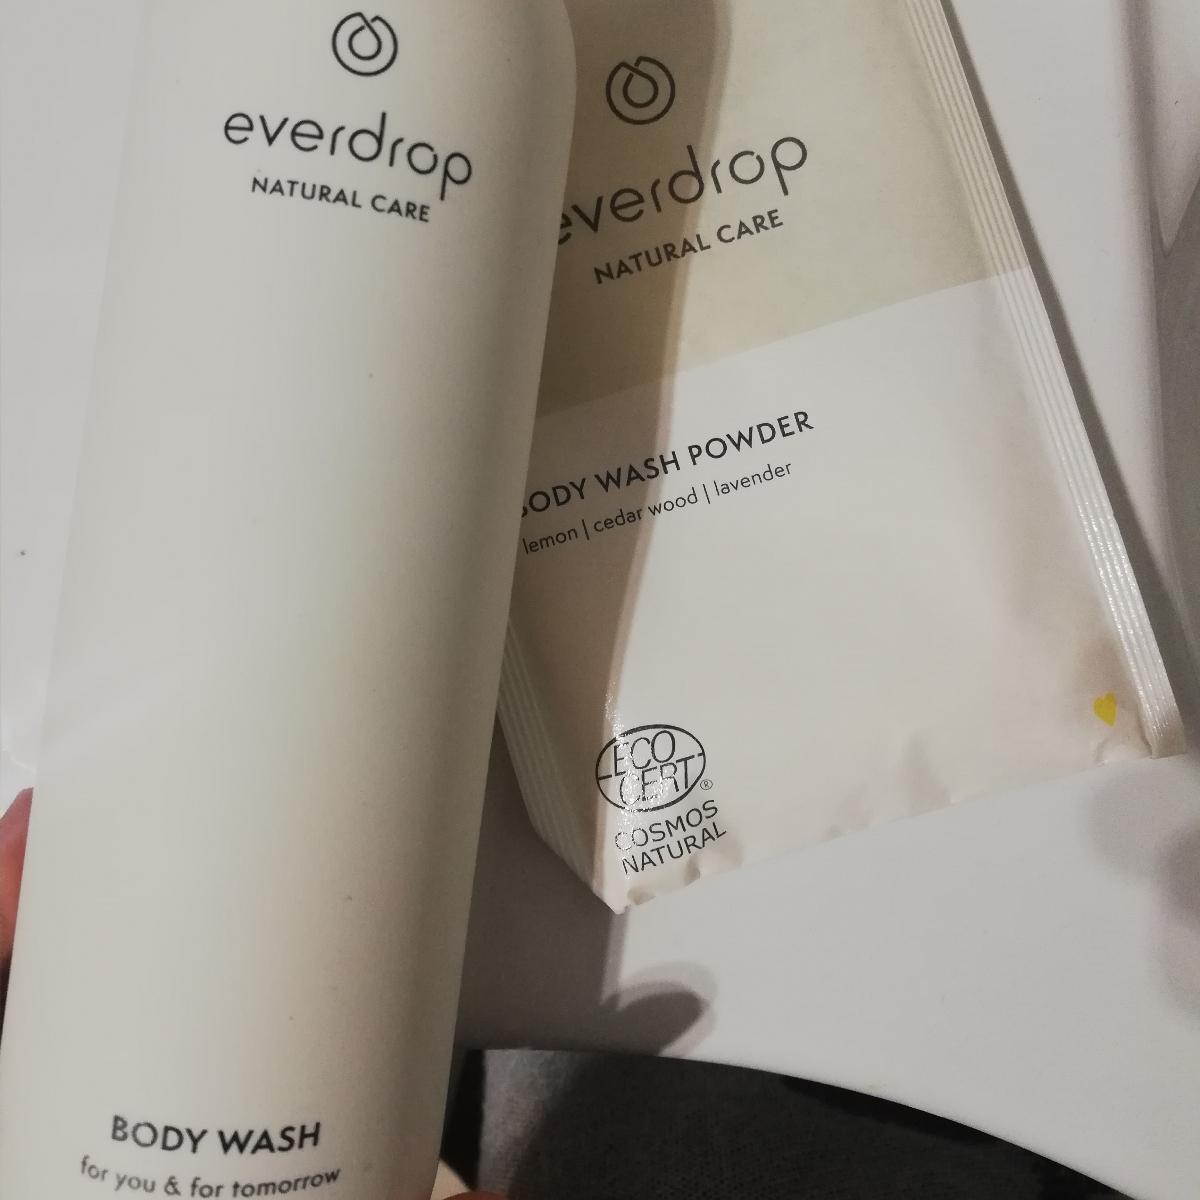 everdrop
NATURAL CARE
BODY WASH
for you & for tomorrow
everdrop
NATURAL CARE
BODY WASH POWDER
lemon | cedar wood | lavender
ECO
CERT®
COSMOS
NATURAL